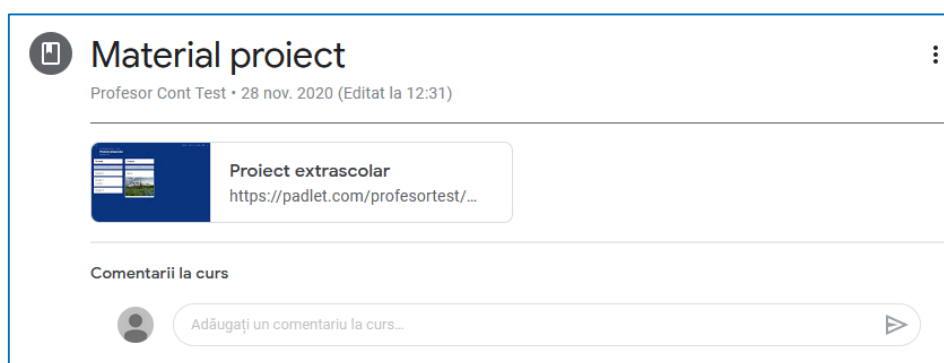 Material proiect
Profesor Cont Test • 28 nov. 2020 (Editat la 12:31)
Proiect extrascolar
https://padlet.com/profesortest/...
Comentarii la curs
Adăugați un comentariu la curs...